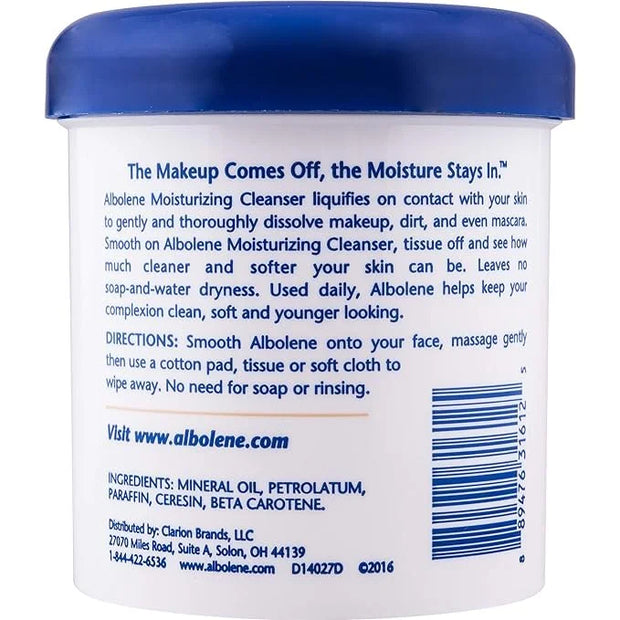 The Makeup Comes Off, the Moisture Stays In.™
Albolene Moisturizing Cleanser liquifies on contact with your skin
to gently and thoroughly dissolve makeup, dirt, and even mascara.
Smooth on Albolene Moisturizing Cleanser, tissue off and see how
much cleaner and softer your skin can be. Leaves no
soap-and-water dryness. Used daily, Albolene helps keep your
complexion clean, soft and younger looking.
DIRECTIONS: Smooth Albolene onto your face, massage gently
then use a cotton pad, tissue or soft cloth to
wipe away. No need for soap or rinsing.
Visit www.albolene.com
INGREDIENTS: MINERAL OIL, PETROLATUM,
PARAFFIN, CERESIN, BETA CAROTENE.
Distributed by: Clarion Brands, LLC
27070 Miles Road, Suite A, Solon, OH 44139
1-844-422-6536 www.albolene.com D14027D ©2016
8 89476 31612 5